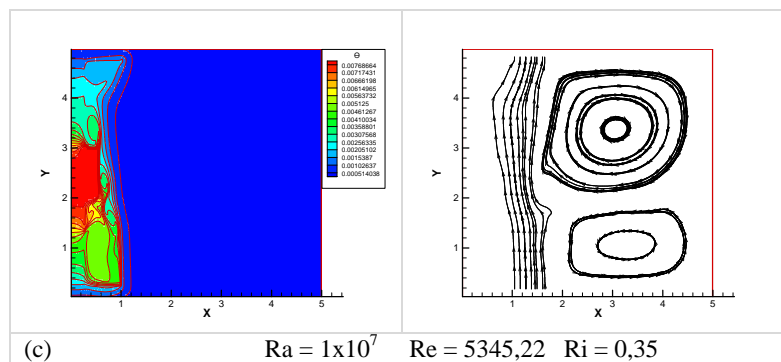 Θ
0.00768664
0.00717431
0.00666198
0.00614965
0.00563732
0.005125
0.00461267
0.00410034
0.00358801
0.00307568
0.00256335
0.00205102
0.0015387
0.00102637
0.000514038
Y
4
3
2
1
1 2 3 4 5
X
Y
4
3
2
1
1 2 3 4 5
X
(c) Ra = 1x10⁷ Re = 5345,22 Ri = 0,35